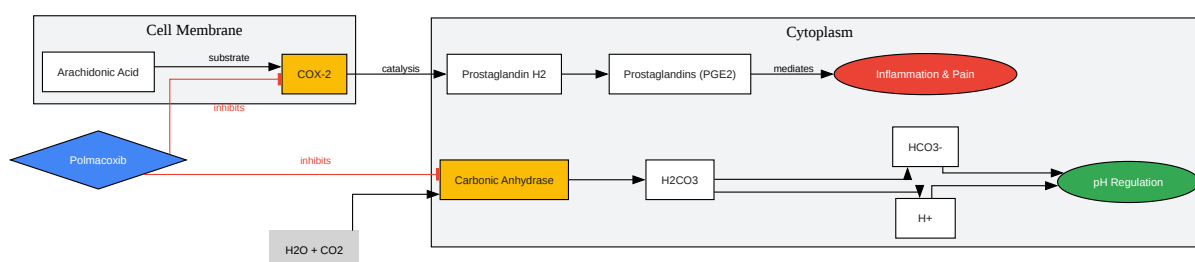 Cell Membrane
Cytoplasm
Arachidonic Acid
substrate
COX-2
catalysis
Prostaglandin H2
Prostaglandins (PGE2)
mediates
Inflammation & Pain
inhibits
Polmacoxib
inhibits
Carbonic Anhydrase
H2CO3
HCO3-
H+
pH Regulation
H2O + CO2